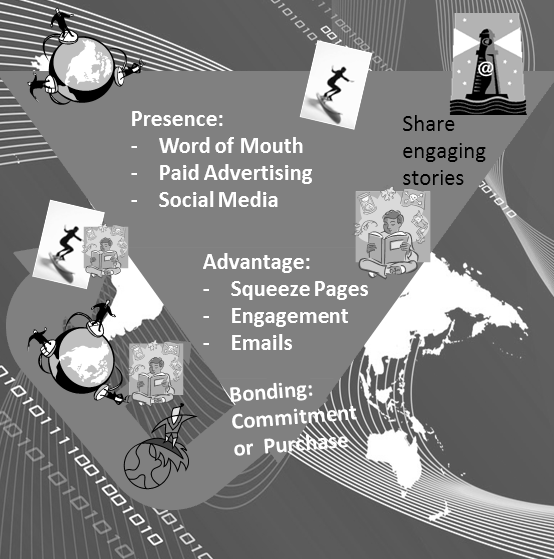 Presence:
- Word of Mouth
- Paid Advertising
- Social Media
Share
engaging
stories
@
Advantage:
- Squeeze Pages
- Engagement
- Emails
Bonding:
Commitment
or Purchase
01010111100100101